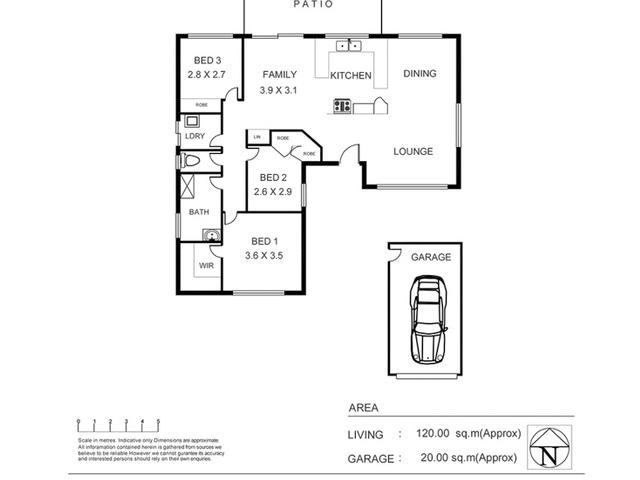 PATIO
BED 3
2.8 X 2.7
ROBE
FAMILY
3.9 X 3.1
KITCHEN
DINING
LDRY
LIN
ROBE
ROBE
LOUNGE
BED 2
2.6 X 2.9
BATH
BED 1
3.6 X 3.5
WIR
GARAGE
AREA
LIVING : 120.00 sq.m(Approx)
GARAGE : 20.00 sq.m(Approx)
N
0 1 2 3 4 5
Scale in metres. Indicative only Dimensions are approximate.
All inforamation contained herein is gathered from sources we
believe to be reliable However we cannot gurantee its accuracy
and interested persons should rely on their own enquiries.